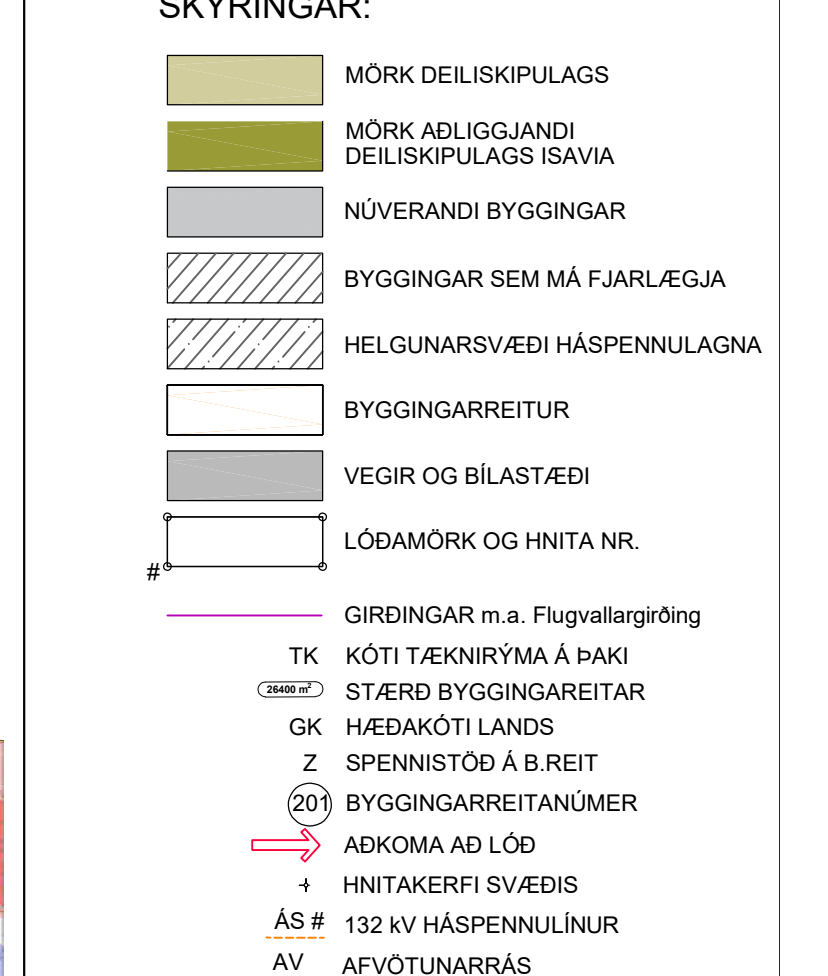 SKÝRINGAR:
MÖRK DEILISKIPULAGS
MÖRK AÐLIGGJANDI
DEILISKIPULAGS ISAVIA
NÚVERANDI BYGGINGAR
BYGGINGAR SEM MÁ FJARLÆGJA
HELGUNARSVÆÐI HÁSPENNULAGNA
BYGGINGARREITUR
VEGIR OG BÍLASTÆÐI
LÓÐAMÖRK OG HNITA NR.
#
GIRÐINGAR m.a. Flugvallargirðing
TK KÓTI TÆKNIRÝMA Á ÞAKI
26400 m² STÆRÐ BYGGINGAREITAR
GK HÆÐAKÓTI LANDS
Z SPENNISTÖÐ Á B.REIT
201 BYGGINGARREITANÚMER
AÐKOMA AÐ LÓÐ
HNITAKERFI SVÆÐIS
ÁS # 132 kV HÁSPENNULÍNUR
AV AFVÖTUNARRÁS